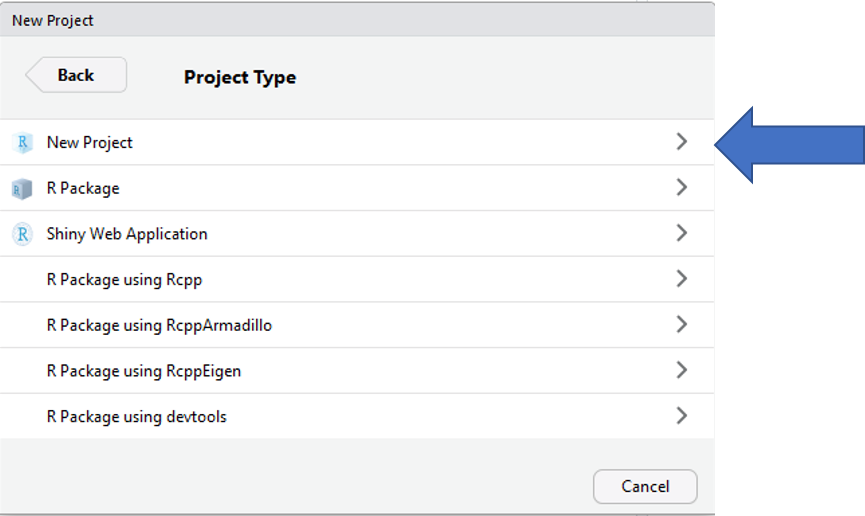 New Project
Back
Project Type
R New Project
R R Package
R Shiny Web Application
R Package using Rcpp
R Package using RcppArmadillo
R Package using RcppEigen
R Package using devtools
Cancel